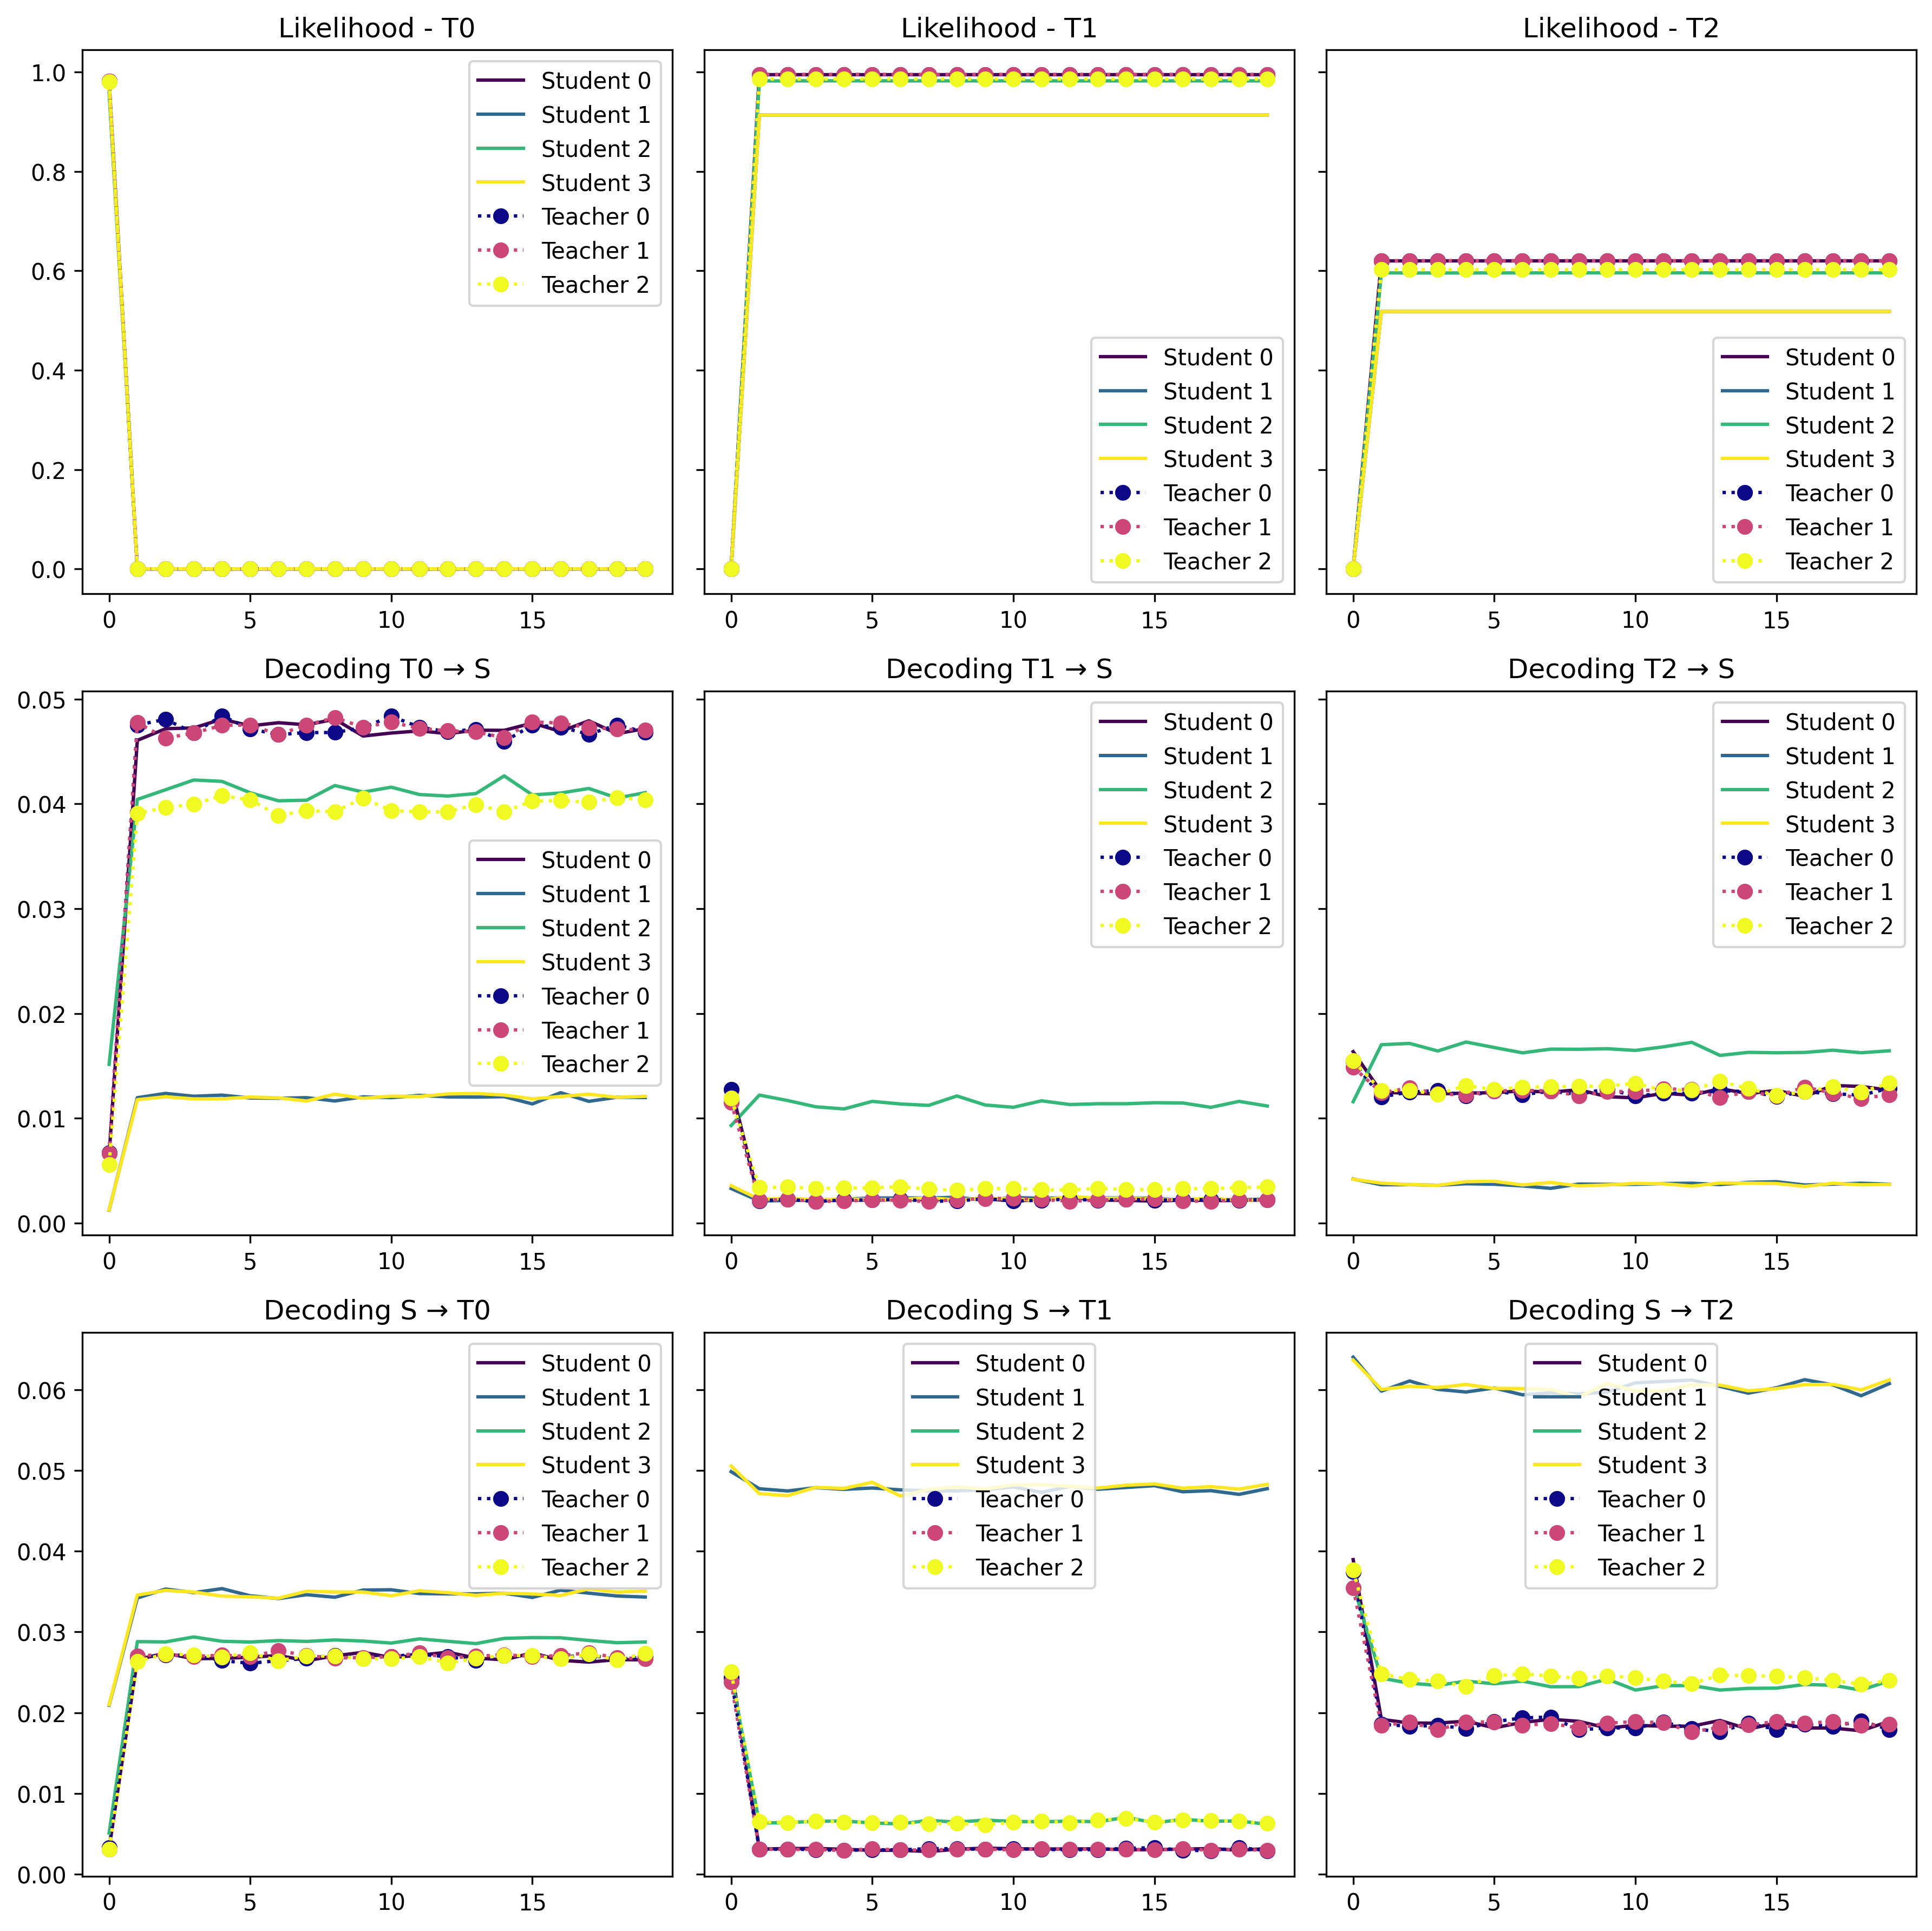 Likelihood - T0
1.0
0.8
0.6
0.4
0.2
0.0
Student 0
Student 1
Student 2
Student 3
Teacher 0
Teacher 1
Teacher 2
0 5 10 15
Likelihood - T1
Student 0
Student 1
Student 2
Student 3
Teacher 0
Teacher 1
Teacher 2
0 5 10 15
Likelihood - T2
Student 0
Student 1
Student 2
Student 3
Teacher 0
Teacher 1
Teacher 2
0 5 10 15
Decoding T0 → S
0.05
0.04
0.03
0.02
0.01
0.00
Student 0
Student 1
Student 2
Student 3
Teacher 0
Teacher 1
Teacher 2
0 5 10 15
Decoding T1 → S
Student 0
Student 1
Student 2
Student 3
Teacher 0
Teacher 1
Teacher 2
0 5 10 15
Decoding T2 → S
Student 0
Student 1
Student 2
Student 3
Teacher 0
Teacher 1
Teacher 2
0 5 10 15
Decoding S → T0
0.06
0.05
0.04
0.03
0.02
0.01
0.00
Student 0
Student 1
Student 2
Student 3
Teacher 0
Teacher 1
Teacher 2
0 5 10 15
Decoding S → T1
Student 0
Student 1
Student 2
Student 3
Teacher 0
Teacher 1
Teacher 2
0 5 10 15
Decoding S → T2
Student 0
Student 1
Student 2
Student 3
Teacher 0
Teacher 1
Teacher 2
0 5 10 15